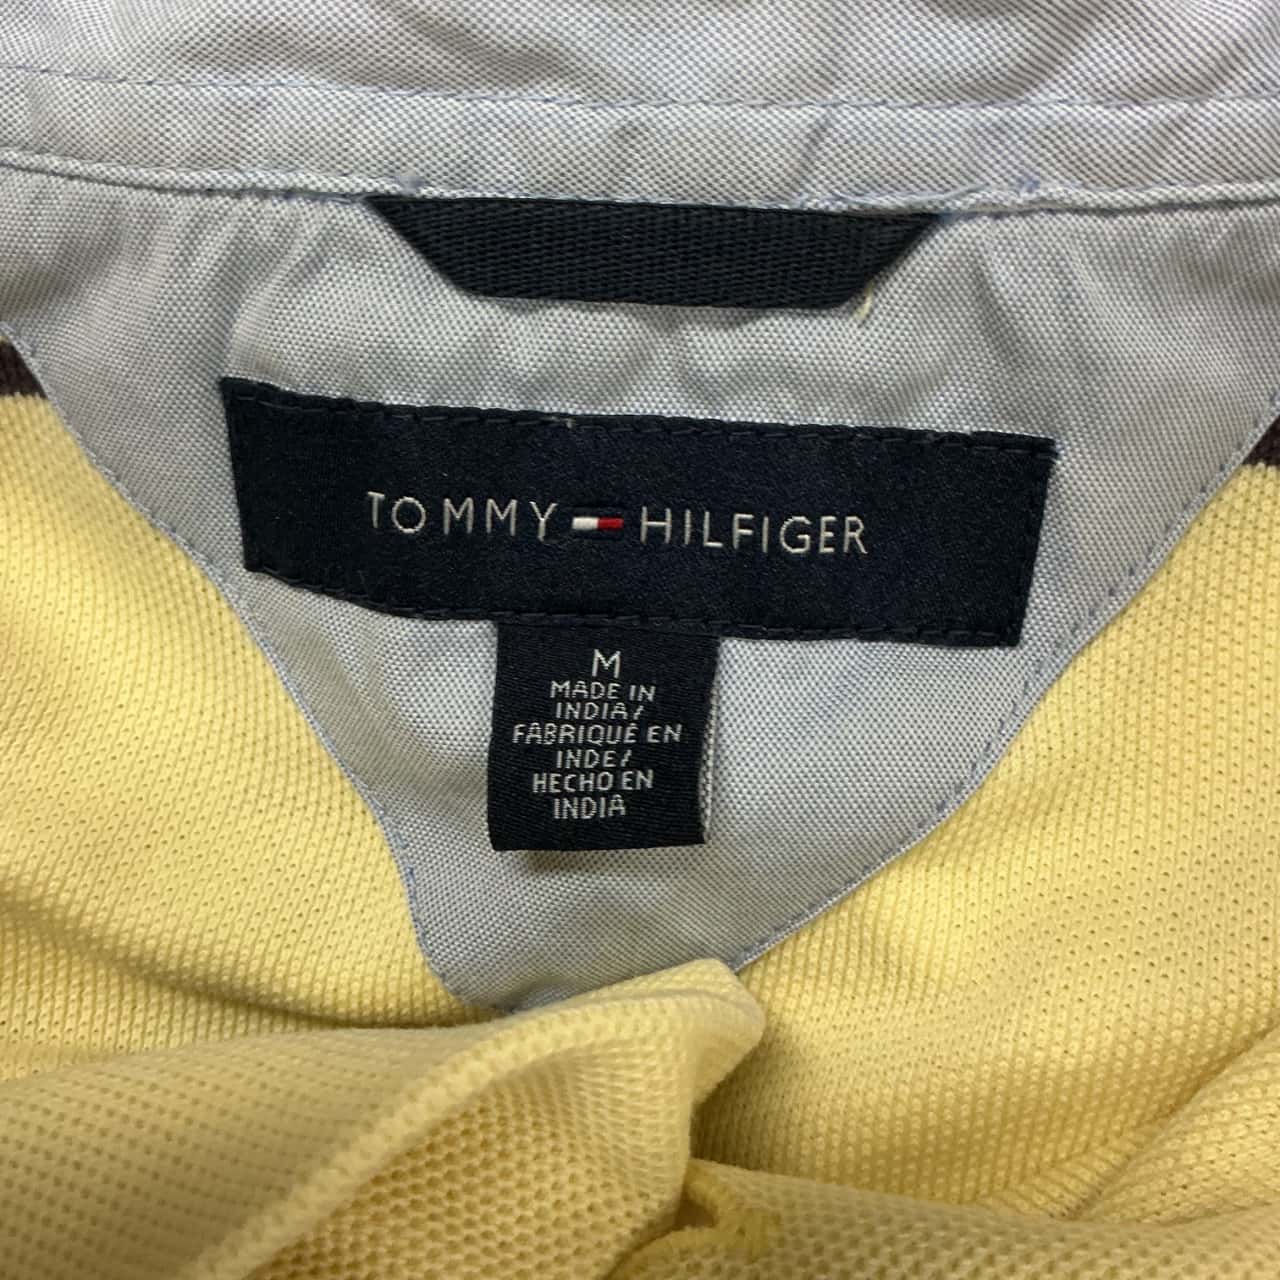 TOMMY HILFIGER
M
MADE IN
INDIA/
FABRIQUÉ EN
INDE/
HECHO EN
INDIA